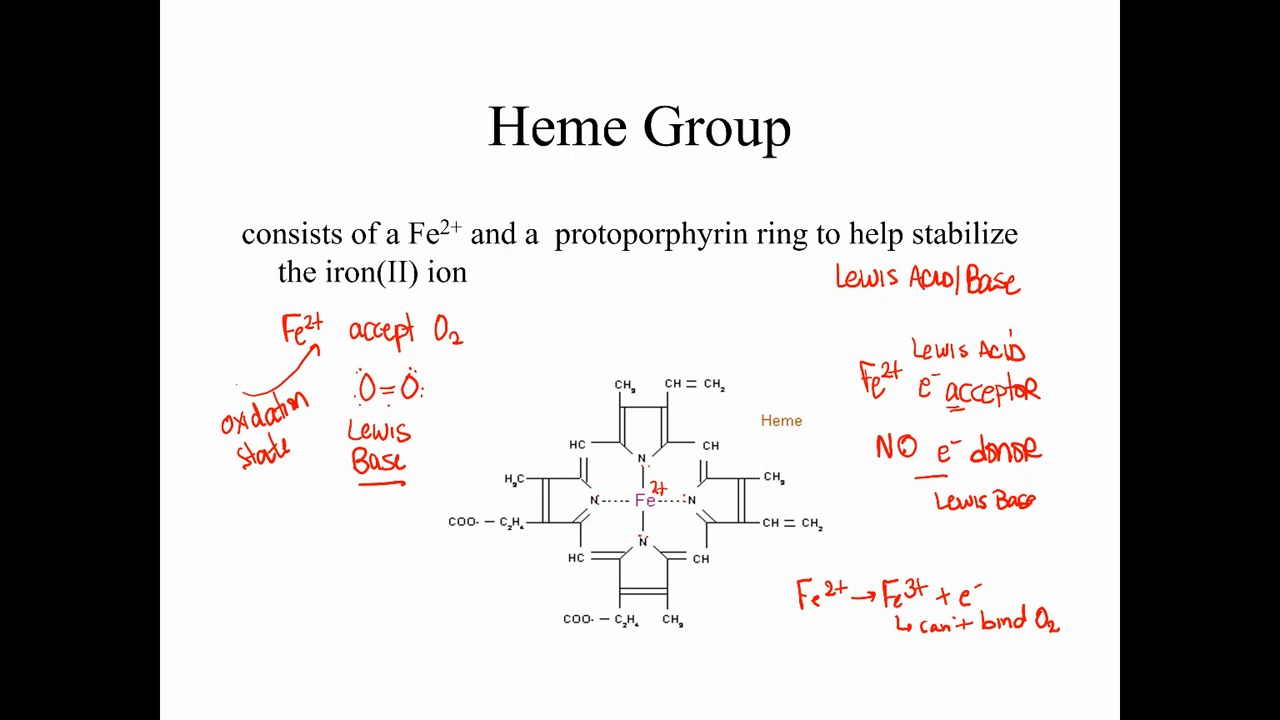 Heme Group
consists of a Fe2+ and a protoporphyrin ring to help stabilize
the iron(II) ion
Lewis Acid/Base
Fe2+ accept O2
O=O
oxidation
state
Lewis
Base
Lewis Acid
Fe2+ e- acceptor
NO e- donor
Lewis Base
CH3 CH=CH2
Heme
HC N CH
H3C N Fe 2+ N CH3
COO- — C2H4 CH=CH2
HC N CH
COO- — C2H4 CH3
Fe2+ → Fe3+ + e-
↳ can't bind O2